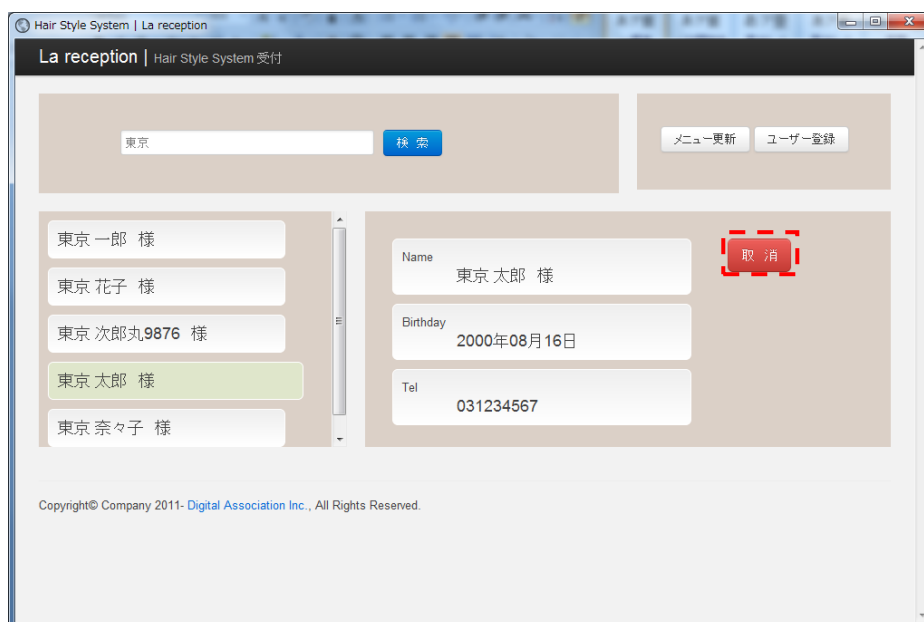 Hair Style System | La reception
La reception | Hair Style System 受付
東京
検 索
メニュー更新
ユーザー登録
東京 一郎 様
東京 花子 様
東京 次郎丸9876 様
東京 太郎 様
東京 奈々子 様
Name
東京 太郎 様
取 消
Birthday
2000年08月16日
Tel
031234567
Copyright© Company 2011- Digital Association Inc., All Rights Reserved.